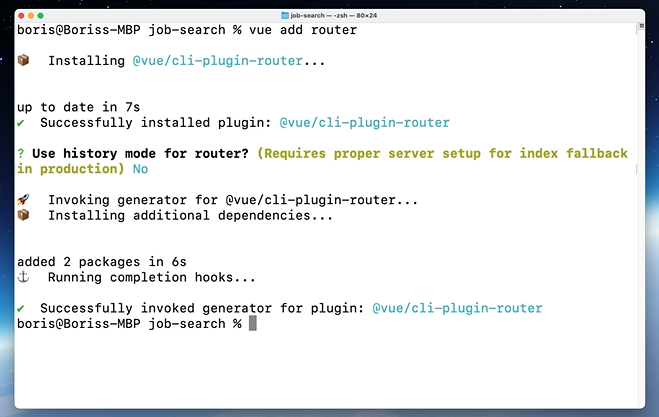 job-search — -zsh — 80×24
boris@Boriss-MBP job-search % vue add router
📦  Installing @vue/cli-plugin-router...
up to date in 7s
✔  Successfully installed plugin: @vue/cli-plugin-router
? Use history mode for router? (Requires proper server setup for index fallback
in production) No
🚀  Invoking generator for @vue/cli-plugin-router...
📦  Installing additional dependencies...
added 2 packages in 6s
⚓  Running completion hooks...
✔  Successfully invoked generator for plugin: @vue/cli-plugin-router
boris@Boriss-MBP job-search %